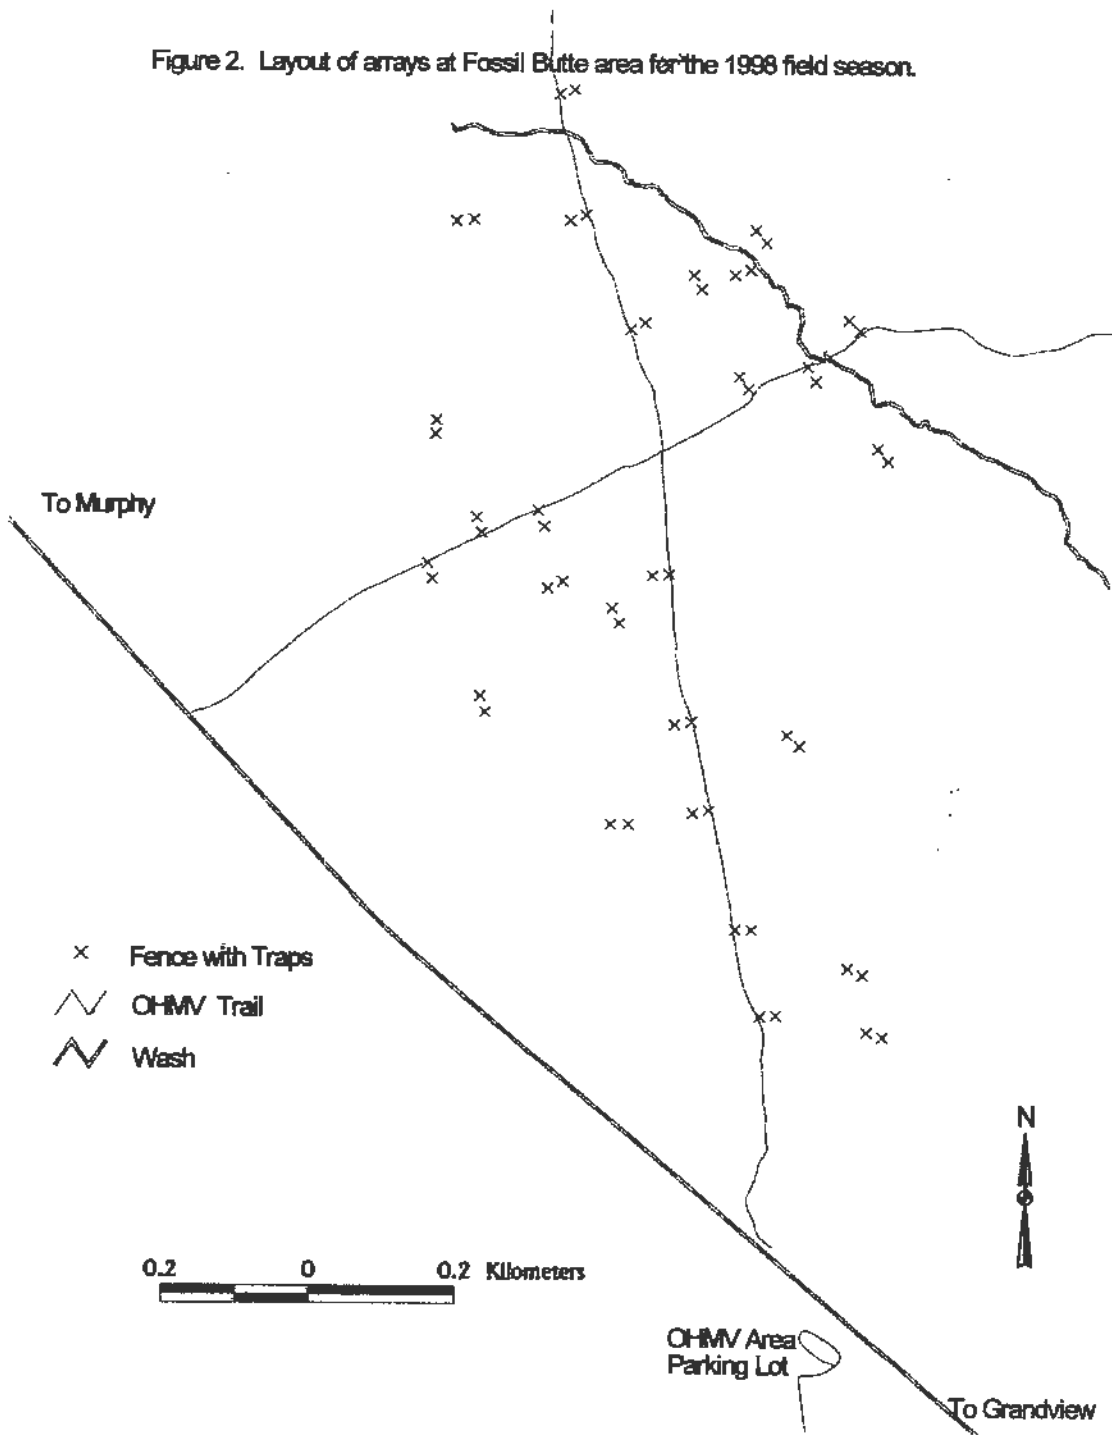 Figure 2. Layout of arrays at Fossil Butte area for the 1998 field season.
To Murphy
Fence with Traps
OHMV Trail
Wash
N
0.2 0 0.2 Kilometers
OHMV Area
Parking Lot
To Grandview